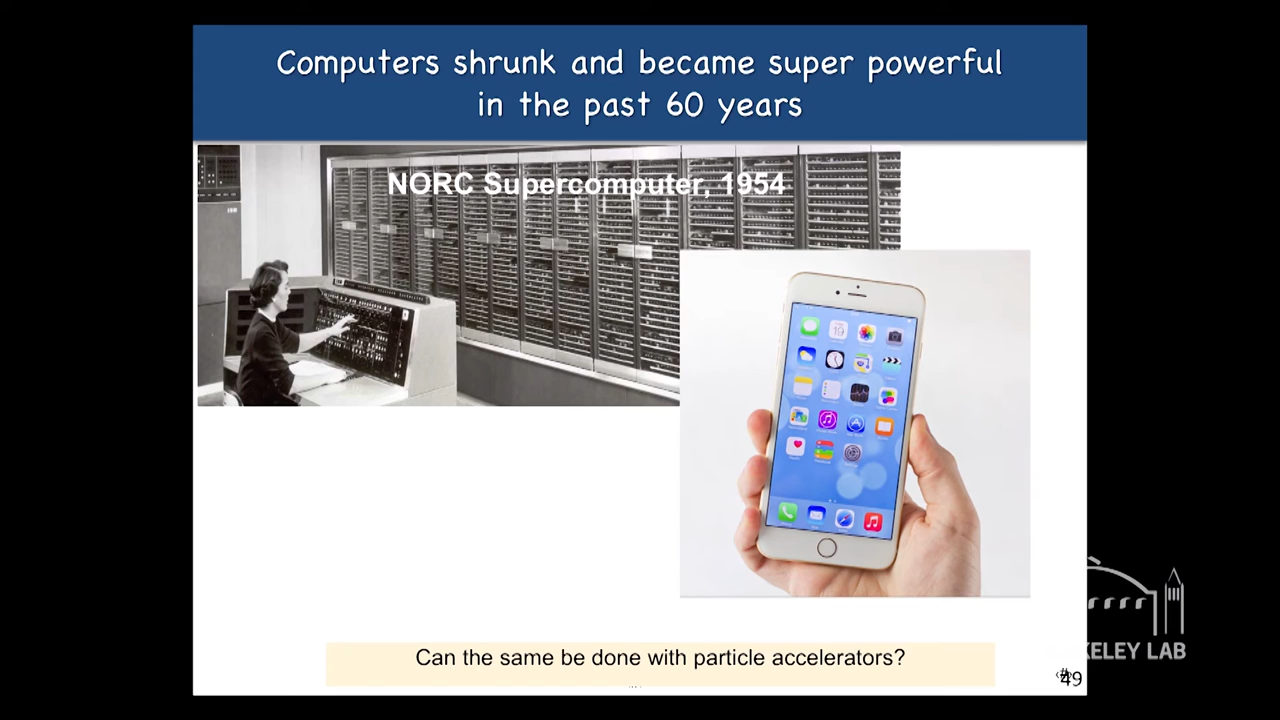 Computers shrunk and became super powerful
in the past 60 years
NORC Supercomputer, 1954
Can the same be done with particle accelerators?
KELEY LAB
49